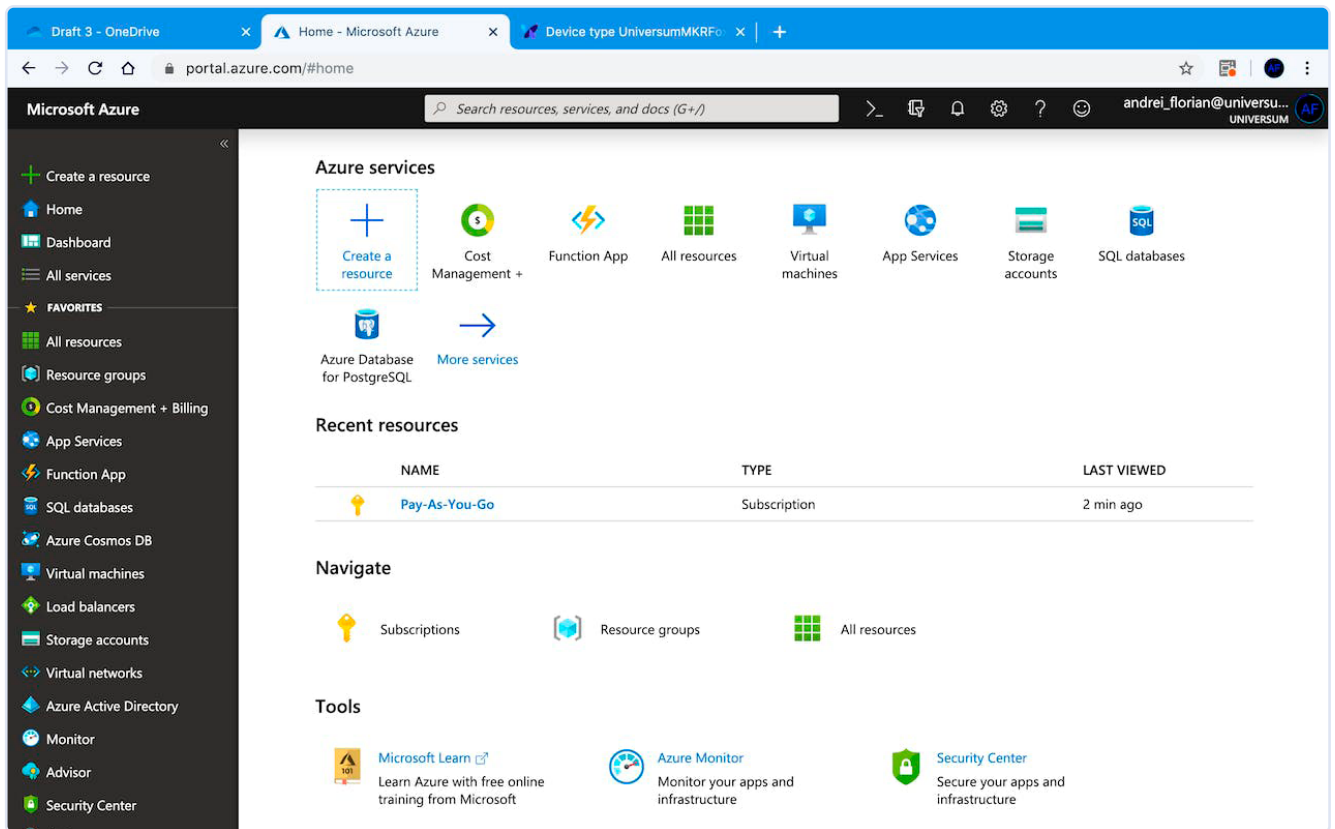 Draft 3 - OneDrive
Home - Microsoft Azure
Device type UniversumMKRFo
portal.azure.com/#home
AF
Microsoft Azure
Search resources, services, and docs (G+/)
andrei_florian@universu...
UNIVERSUM
AF
Create a resource
Home
Dashboard
All services
FAVORITES
All resources
Resource groups
Cost Management + Billing
App Services
Function App
SQL databases
Azure Cosmos DB
Virtual machines
Load balancers
Storage accounts
Virtual networks
Azure Active Directory
Monitor
Advisor
Security Center
Azure services
Create a
resource
Cost
Management +
Function App
All resources
Virtual
machines
App Services
Storage
accounts
SQL
SQL databases
Azure Database
for PostgreSQL
More services
Recent resources
NAME TYPE LAST VIEWED
Pay-As-You-Go Subscription 2 min ago
Navigate
Subscriptions
Resource groups
All resources
Tools
101
Microsoft Learn
Learn Azure with free online
training from Microsoft
Azure Monitor
Monitor your apps and
infrastructure
Security Center
Secure your apps and
infrastructure